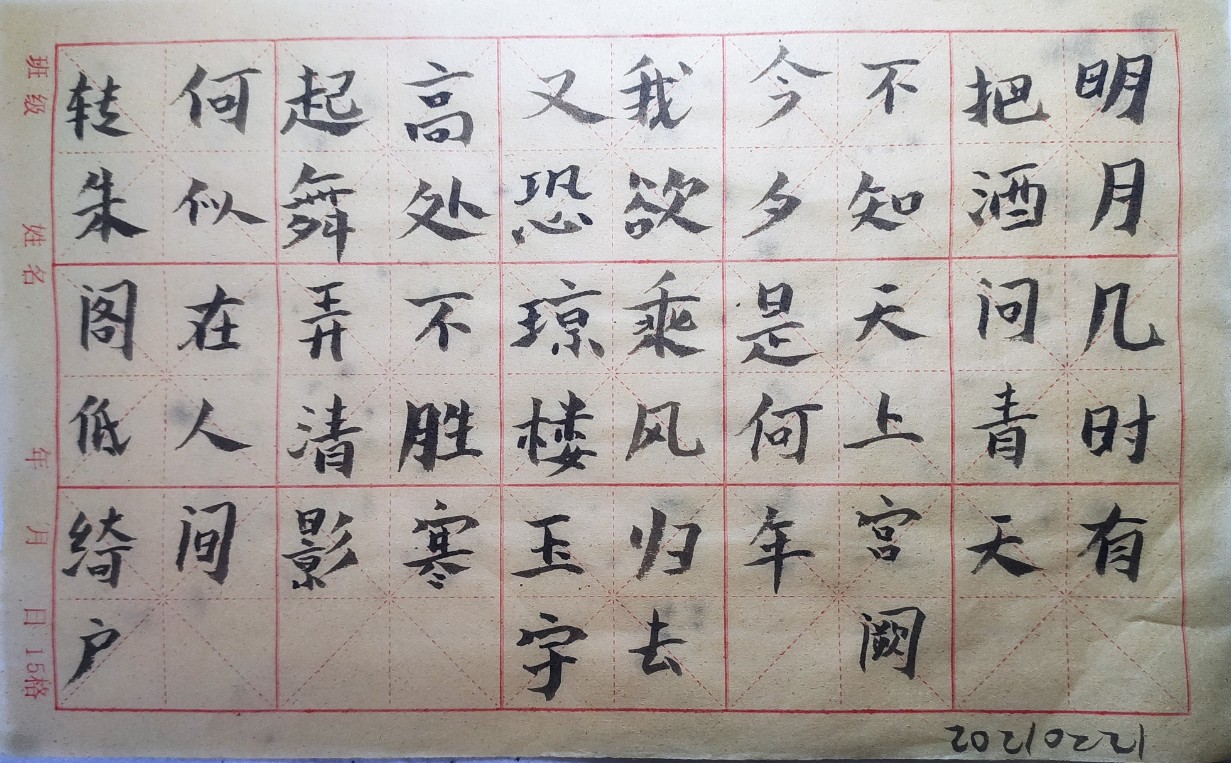 明月几时有
把酒问青天
不知天上宫阙
今夕是何年
我欲乘风归去
又恐琼楼玉宇
高处不胜寒
起舞弄清影
何似在人间
转朱阁低绮户
班级 姓名 年 月 日 15格
20210221